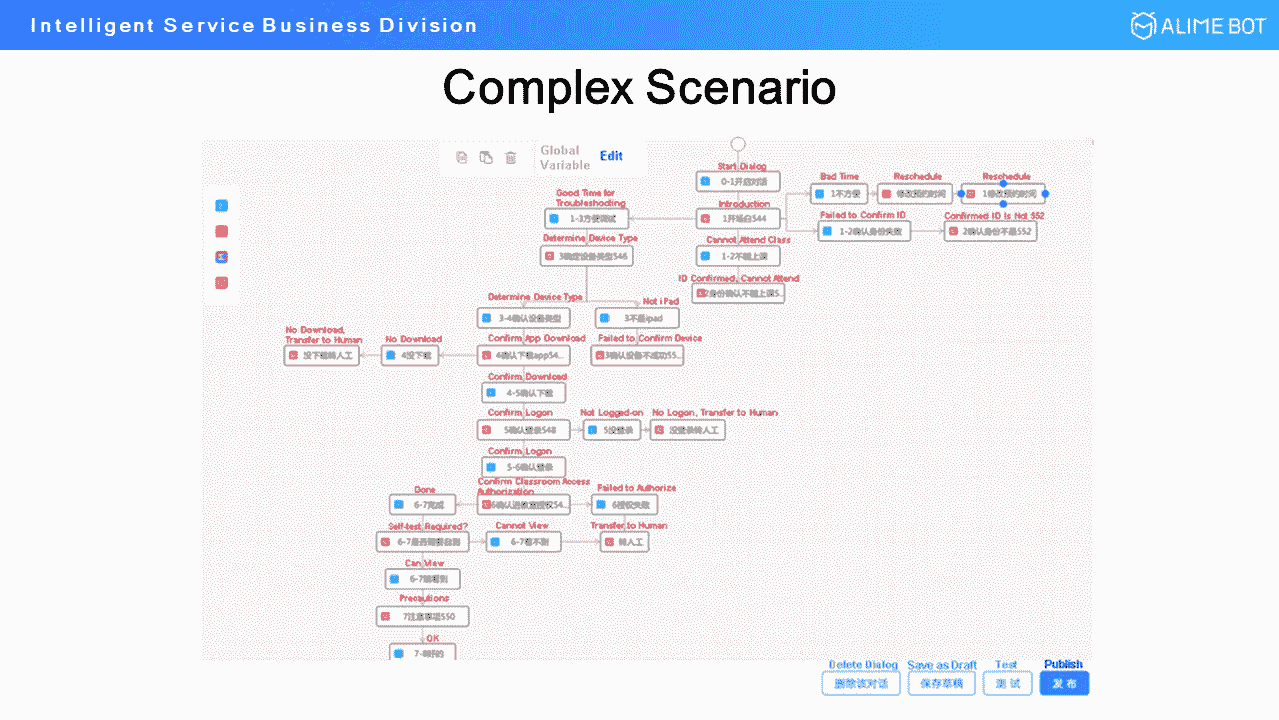 Intelligent Service Business Division
ALIME BOT
Complex Scenario
Global
Variable
Edit
Start Dialog
0-1开启对话
Bad Time
1不方便
Reschedule
修改预约时间
Reschedule
1修改预约时间
Good Time for
Troubleshooting
1-3方便调试
Introduction
1开场白544
Failed to Confirm ID
1-2确认身份失败
Confirmed ID Is Not 552
2确认身份不是552
Determine Device Type
3确定设备类型546
Cannot Attend Class
1-2不能上课
ID Confirmed, Cannot Attend
Determine Device Type
3-4确认设备类型
Not iPad
3不是ipad
No Download,
Transfer to Human
没下载转人工
No Download
4没下载
Confirm App Download
4确认下载app54...
Failed to Confirm Device
3确认设备不成功55...
Confirm Download
4-5确认下载
Confirm Logon
5确认登录548
Not Logged-on
5没登录
No Logon, Transfer to Human
没登录转人工
Confirm Logon
5-6确认登录
Done
6-7完成
Confirm Classroom Access
Authorization
6确认进教室授权54...
Failed to Authorize
6授权失败
Self-test Required?
6-7是否需要自测
Cannot View
6-7看不到
Transfer to Human
转人工
Can View
6-7能看到
Precautions
7注意事项550
OK
7-8好的
Delete Dialog
删除该对话
Save as Draft
保存草稿
Test
测 试
Publish
发 布